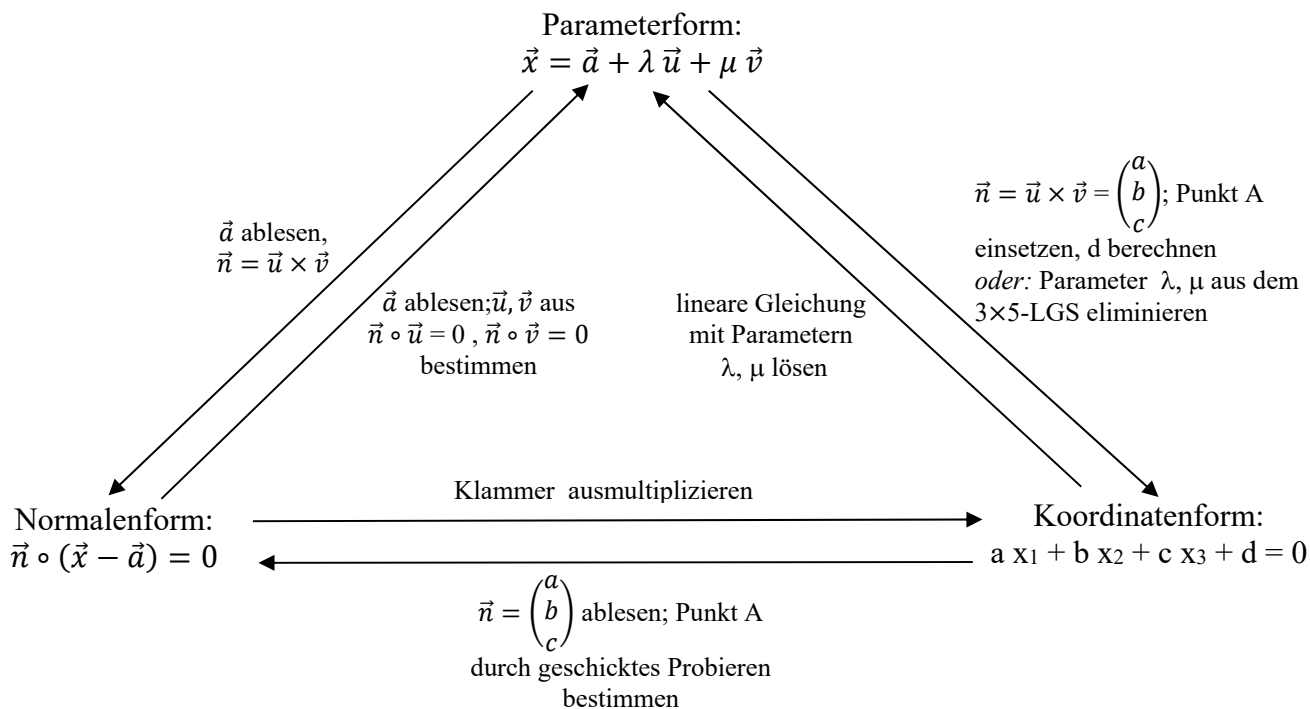 Parameterform:
x⃗ = a⃗ + λ u⃗ + μ v⃗
a⃗ ablesen,
n⃗ = u⃗ × v⃗
a⃗ ablesen;u⃗, v⃗ aus
n⃗ ∘ u⃗ = 0 , n⃗ ∘ v⃗ = 0
bestimmen
lineare Gleichung
mit Parametern
λ, μ lösen
n⃗ = u⃗ × v⃗ = (a b c); Punkt A
einsetzen, d berechnen
oder: Parameter λ, μ aus dem
3×5-LGS eliminieren
Normalenform:
n⃗ ∘ (x⃗ − a⃗) = 0
Klammer ausmultiplizieren
Koordinatenform:
a x₁ + b x₂ + c x₃ + d = 0
n⃗ = (a b c) ablesen; Punkt A
durch geschicktes Probieren
bestimmen